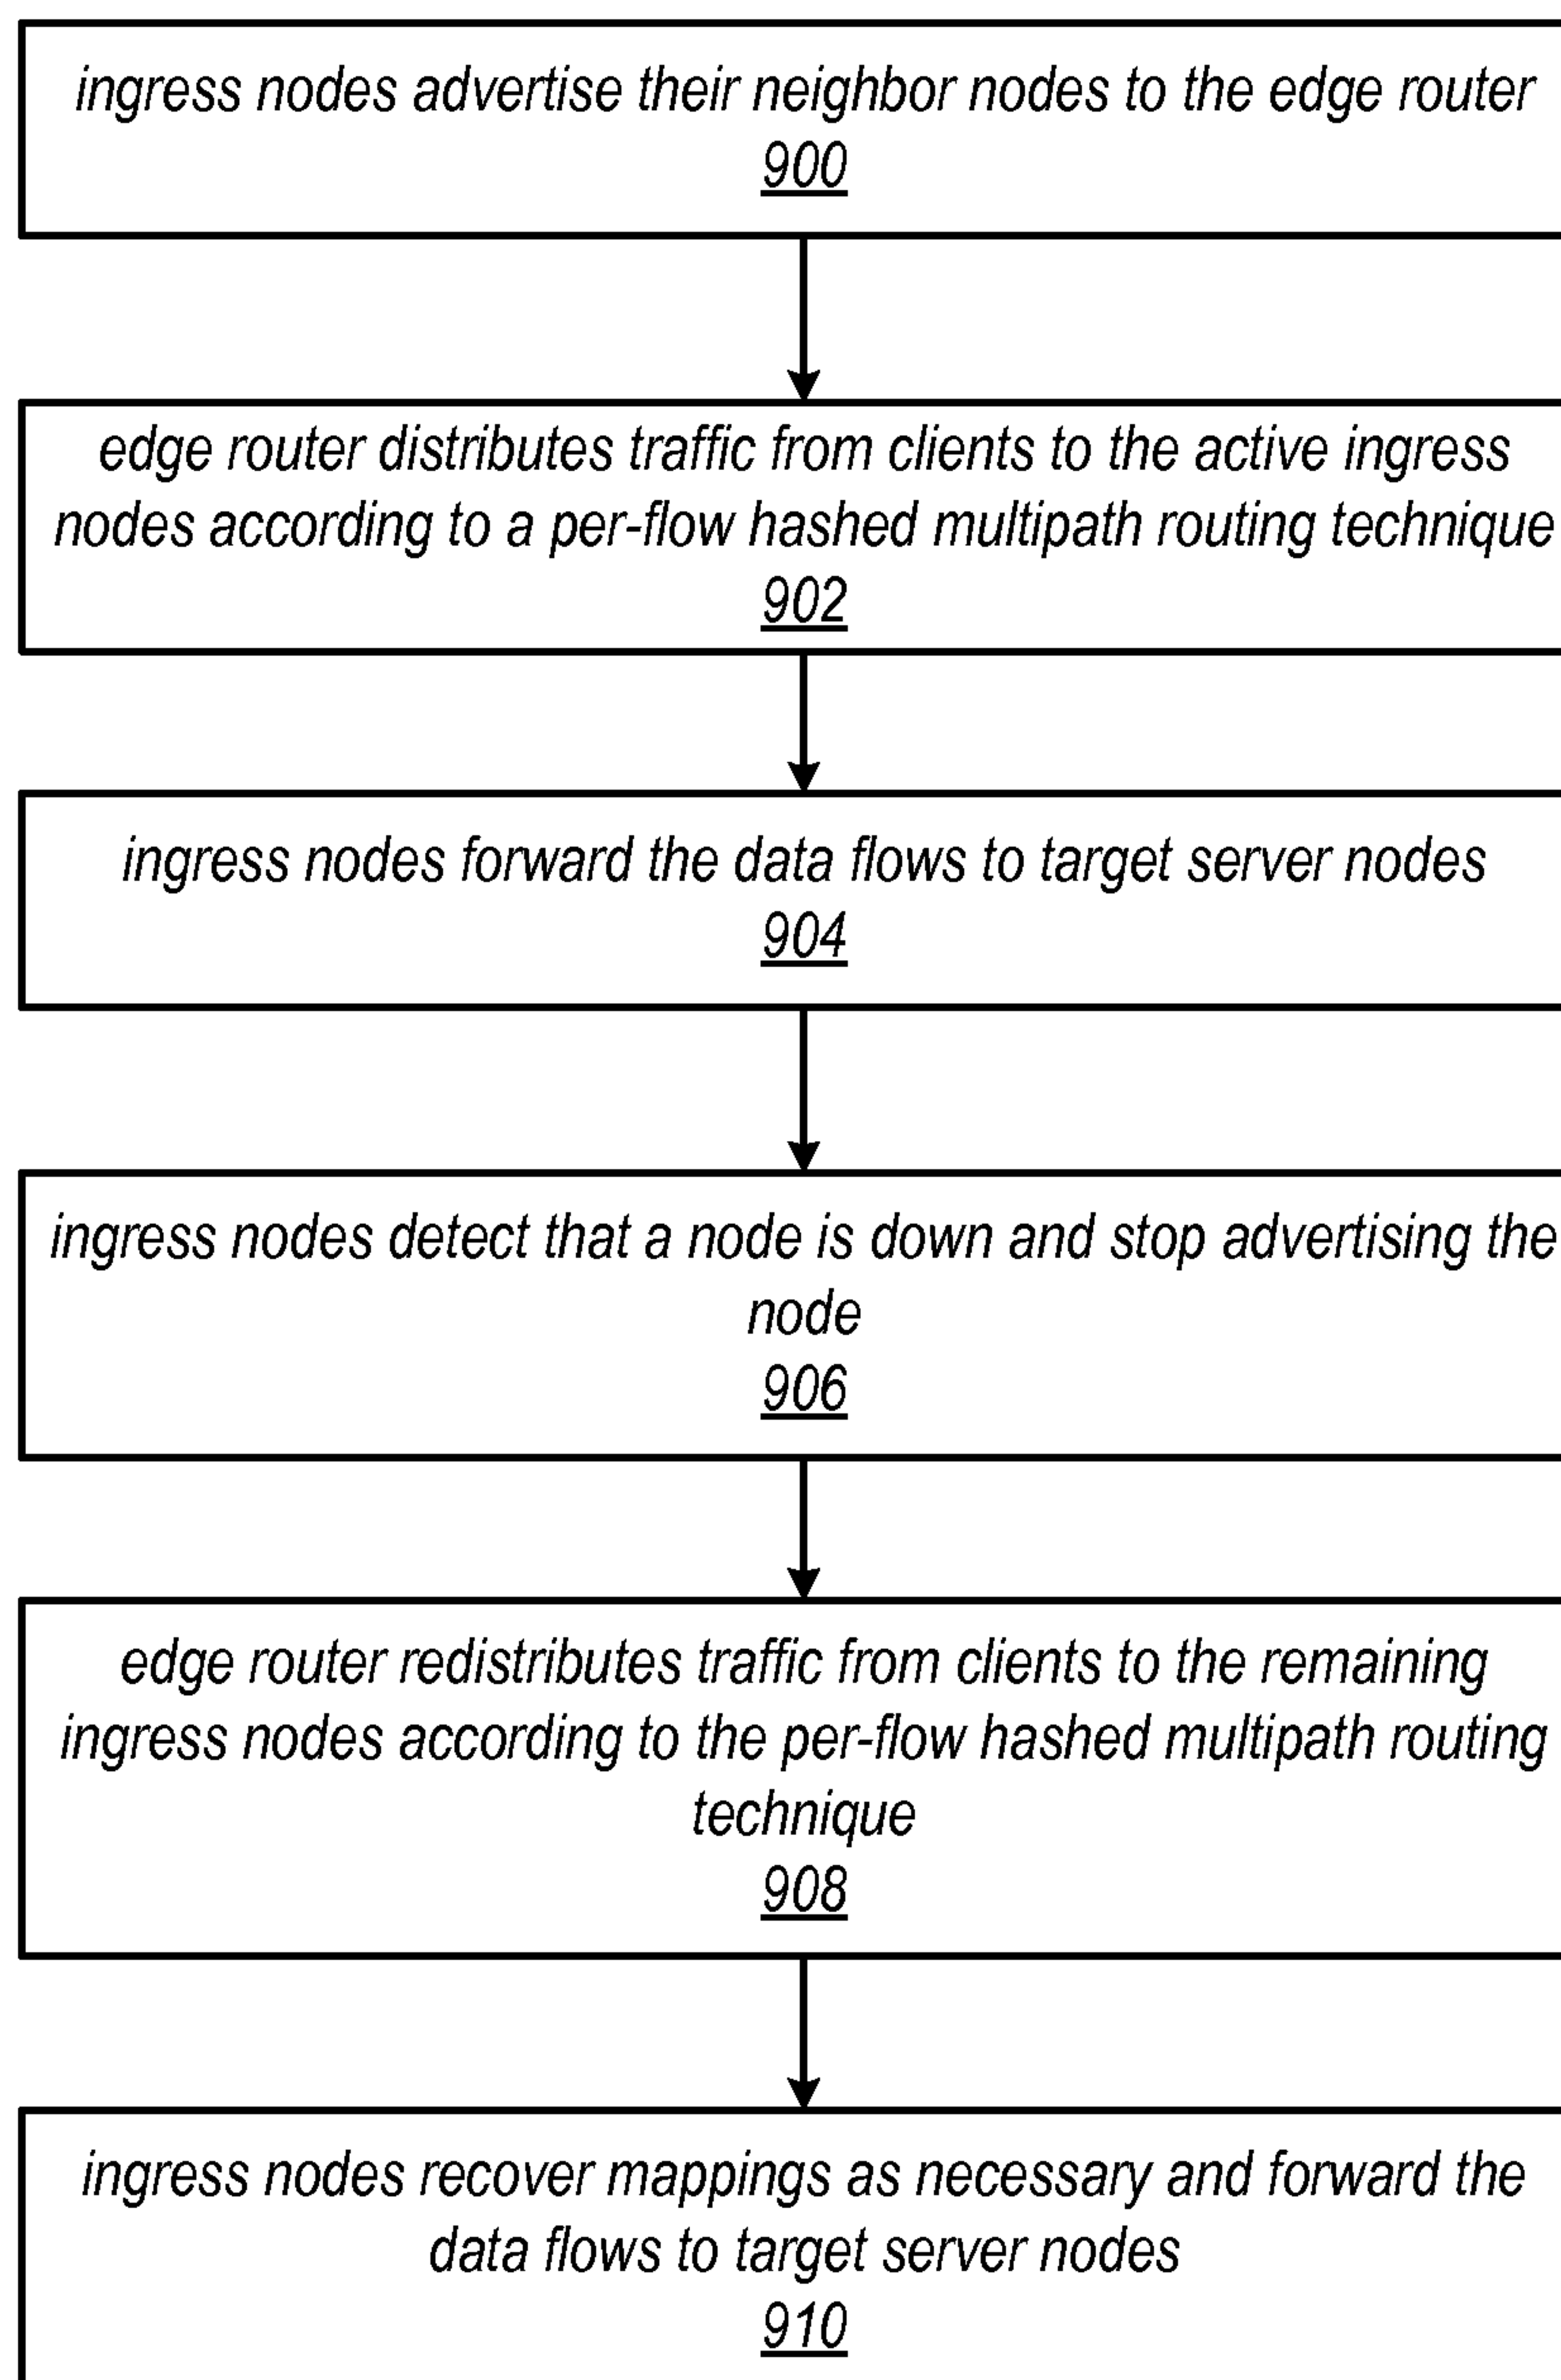 ingress nodes advertise their neighbor nodes to the edge router
900
edge router distributes traffic from clients to the active ingress
nodes according to a per-flow hashed multipath routing technique
902
ingress nodes forward the data flows to target server nodes
904
ingress nodes detect that a node is down and stop advertising the
node
906
edge router redistributes traffic from clients to the remaining
ingress nodes according to the per-flow hashed multipath routing
technique
908
ingress nodes recover mappings as necessary and forward the
data flows to target server nodes
910